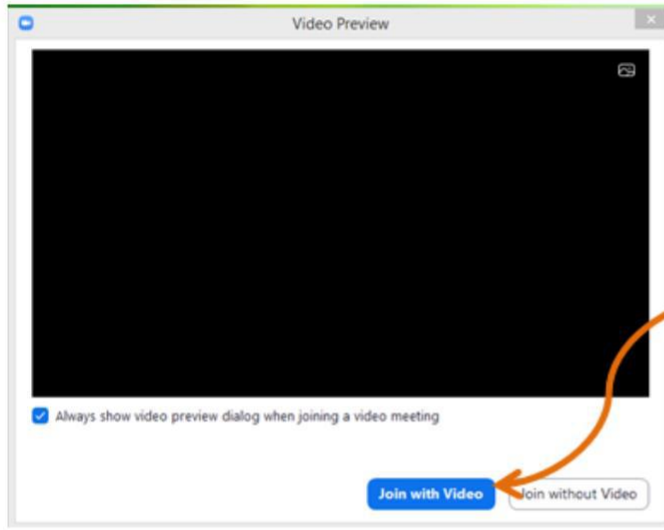 Video Preview
Always show video preview dialog when joining a video meeting
Join with Video
Join without Video